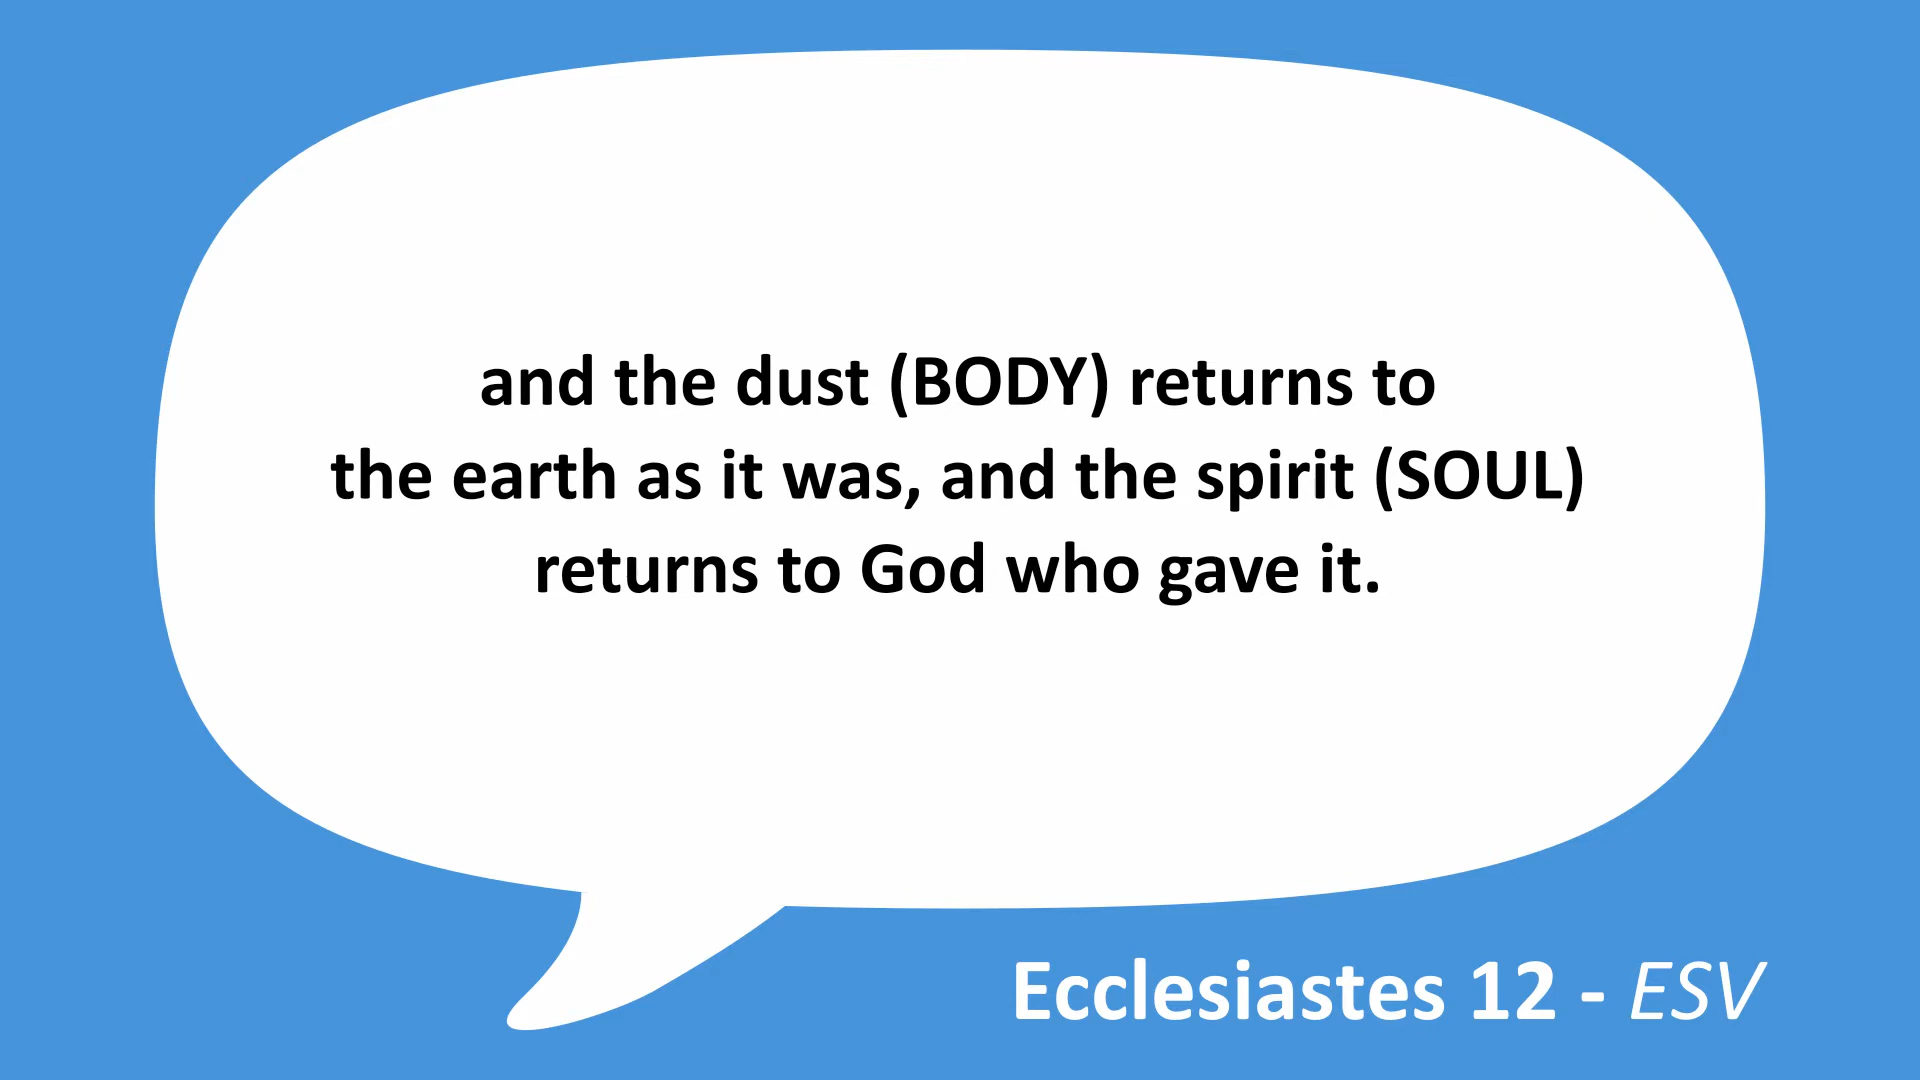 and the dust (BODY) returns to
the earth as it was, and the spirit (SOUL)
returns to God who gave it.
Ecclesiastes 12 - ESV